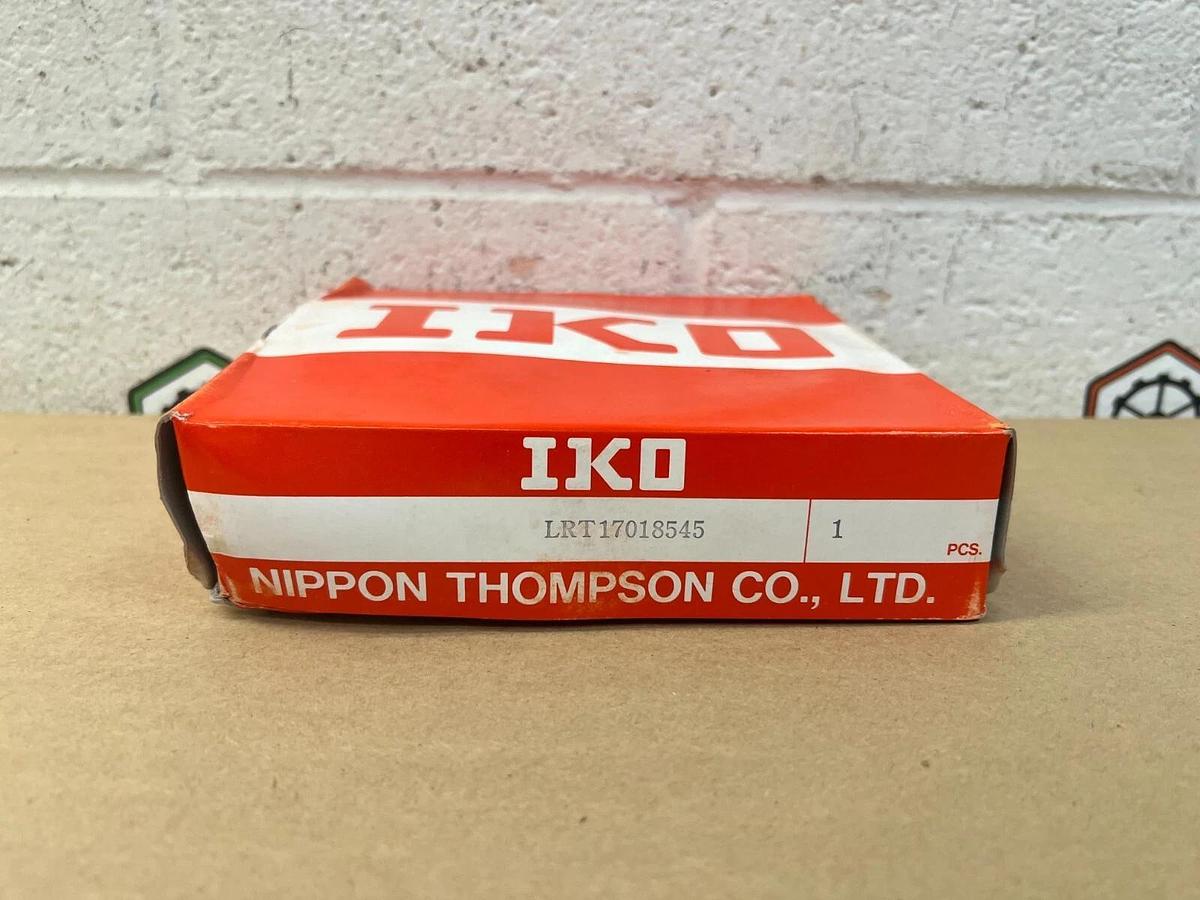 IKO
IKO
LRT17018545
1
PCS.
NIPPON THOMPSON CO., LTD.